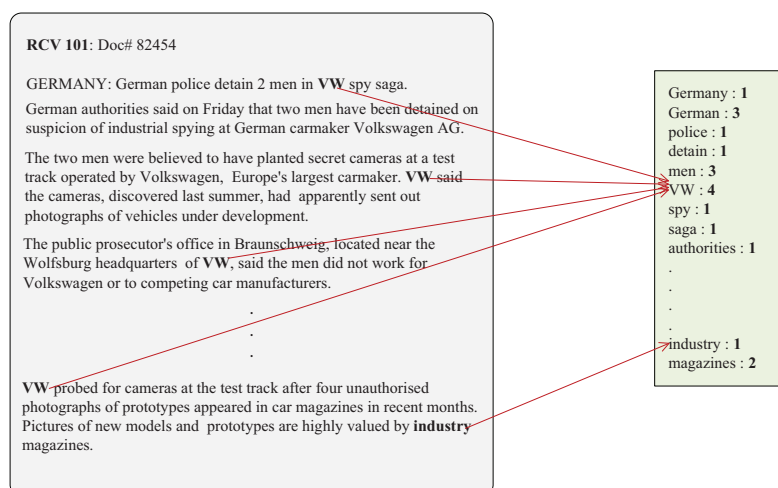 RCV 101: Doc# 82454
GERMANY: German police detain 2 men in VW spy saga.
German authorities said on Friday that two men have been detained on
suspicion of industrial spying at German carmaker Volkswagen AG.
The two men were believed to have planted secret cameras at a test
track operated by Volkwagen, Europe's largest carmaker. VW said
the cameras, discovered last summer, had apparently sent out
photographs of vehicles under development.
The public prosecutor's office in Braunschweig, located near the
Wolfsburg headquarters of VW, said the men did not work for
Volkswagen or to competing car manufacturers.
.
.
.
VW probed for cameras at the test track after four unauthorised
photographs of prototypes appeared in car magazines in recent months.
Pictures of new models and prototypes are highly valued by industry
magazines.
Germany : 1
German : 3
police : 1
detain : 1
men : 3
VW : 4
spy : 1
saga : 1
authorities : 1
.
.
.
.
industry : 1
magazines : 2